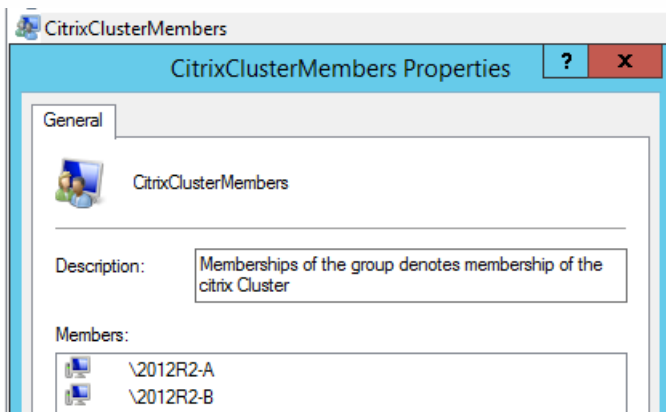 CitrixClusterMembers
CitrixClusterMembers Properties
?
x
General
CitrixClusterMembers
Description:
Memberships of the group denotes membership of the
citrix Cluster
Members:
\2012R2-A
\2012R2-B